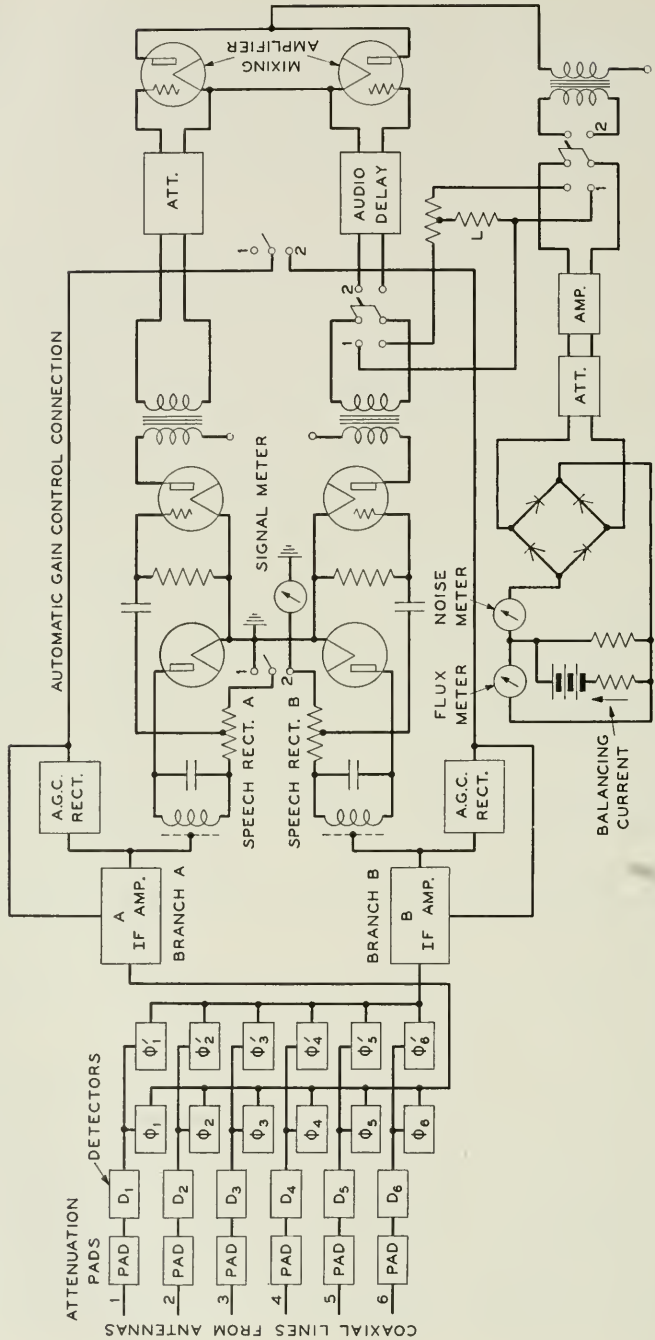 COAXIAL LINES FROM ANTENNAS
ATTENUATION
PADS
DETECTORS
1
PAD
D₁
Φ₁
Φ'₁
2
PAD
D₂
Φ₂
Φ'₂
3
PAD
D₃
Φ₃
Φ'₃
4
PAD
D₄
Φ₄
Φ'₄
5
PAD
D₅
Φ₅
Φ'₅
6
PAD
D₆
Φ₆
Φ'₆
A
IF AMP.
BRANCH A
B
IF AMP.
BRANCH B
A.G.C.
RECT.
A.G.C.
RECT.
AUTOMATIC GAIN CONTROL CONNECTION
SPEECH RECT. A
SPEECH RECT. B
1
2
SIGNAL METER
ATT.
1
2
AUDIO
DELAY
1
2
MIXING
AMPLIFIER
L
1
2
AMP.
ATT.
NOISE
METER
FLUX
METER
BALANCING
CURRENT